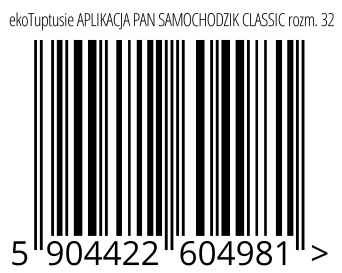 ekoTuptusie APLIKACJA PAN SAMOCHODZIK CLASSIC rozm. 32
5 904422 604981 >